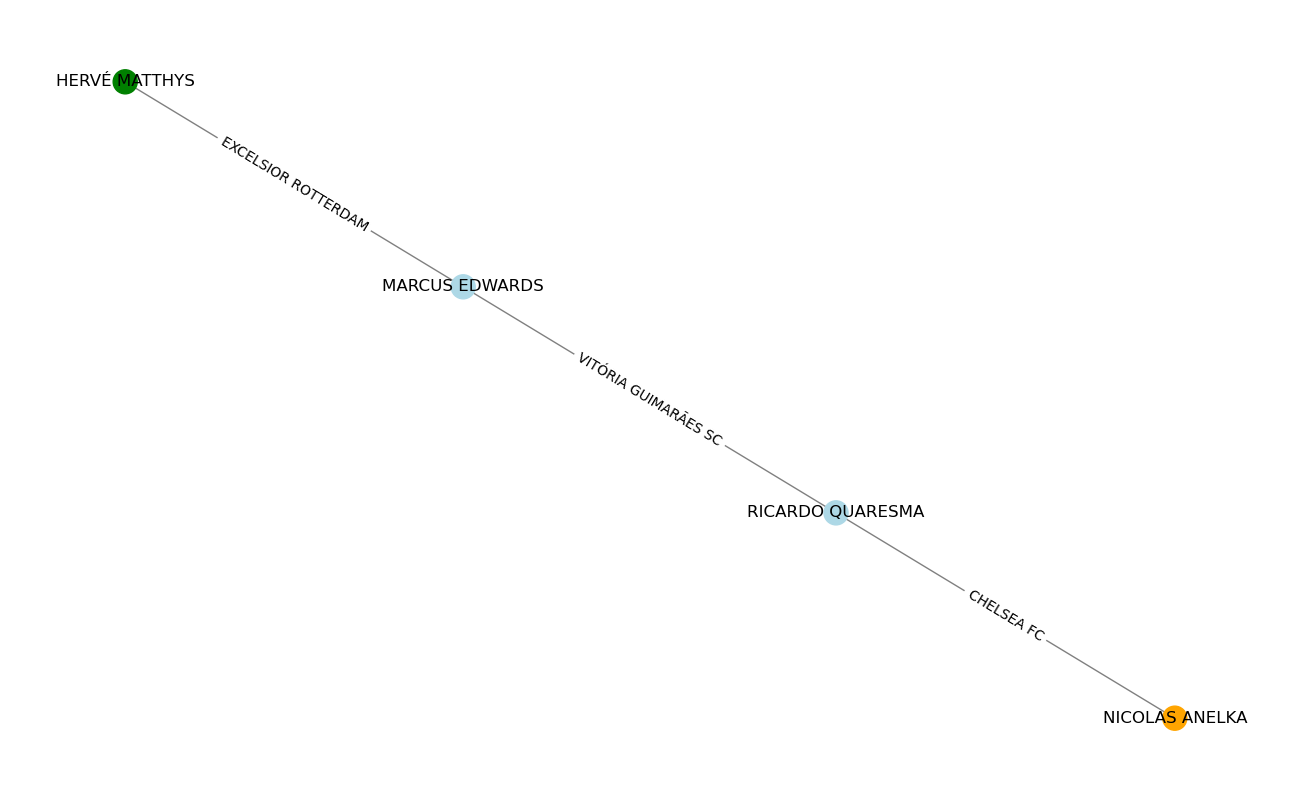 HERVÉ MATTHYS
EXCELSIOR ROTTERDAM
MARCUS EDWARDS
VITÓRIA GUIMARÃES SC
RICARDO QUARESMA
CHELSEA FC
NICOLAS ANELKA